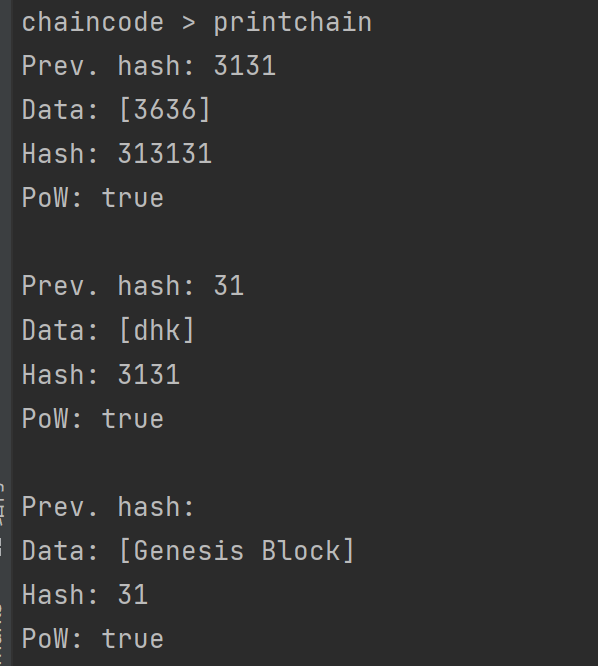 chaincode > printchain
Prev. hash: 3131
Data: [3636]
Hash: 313131
PoW: true
Prev. hash: 31
Data: [dhk]
Hash: 3131
PoW: true
Prev. hash:
Data: [Genesis Block]
Hash: 31
PoW: true